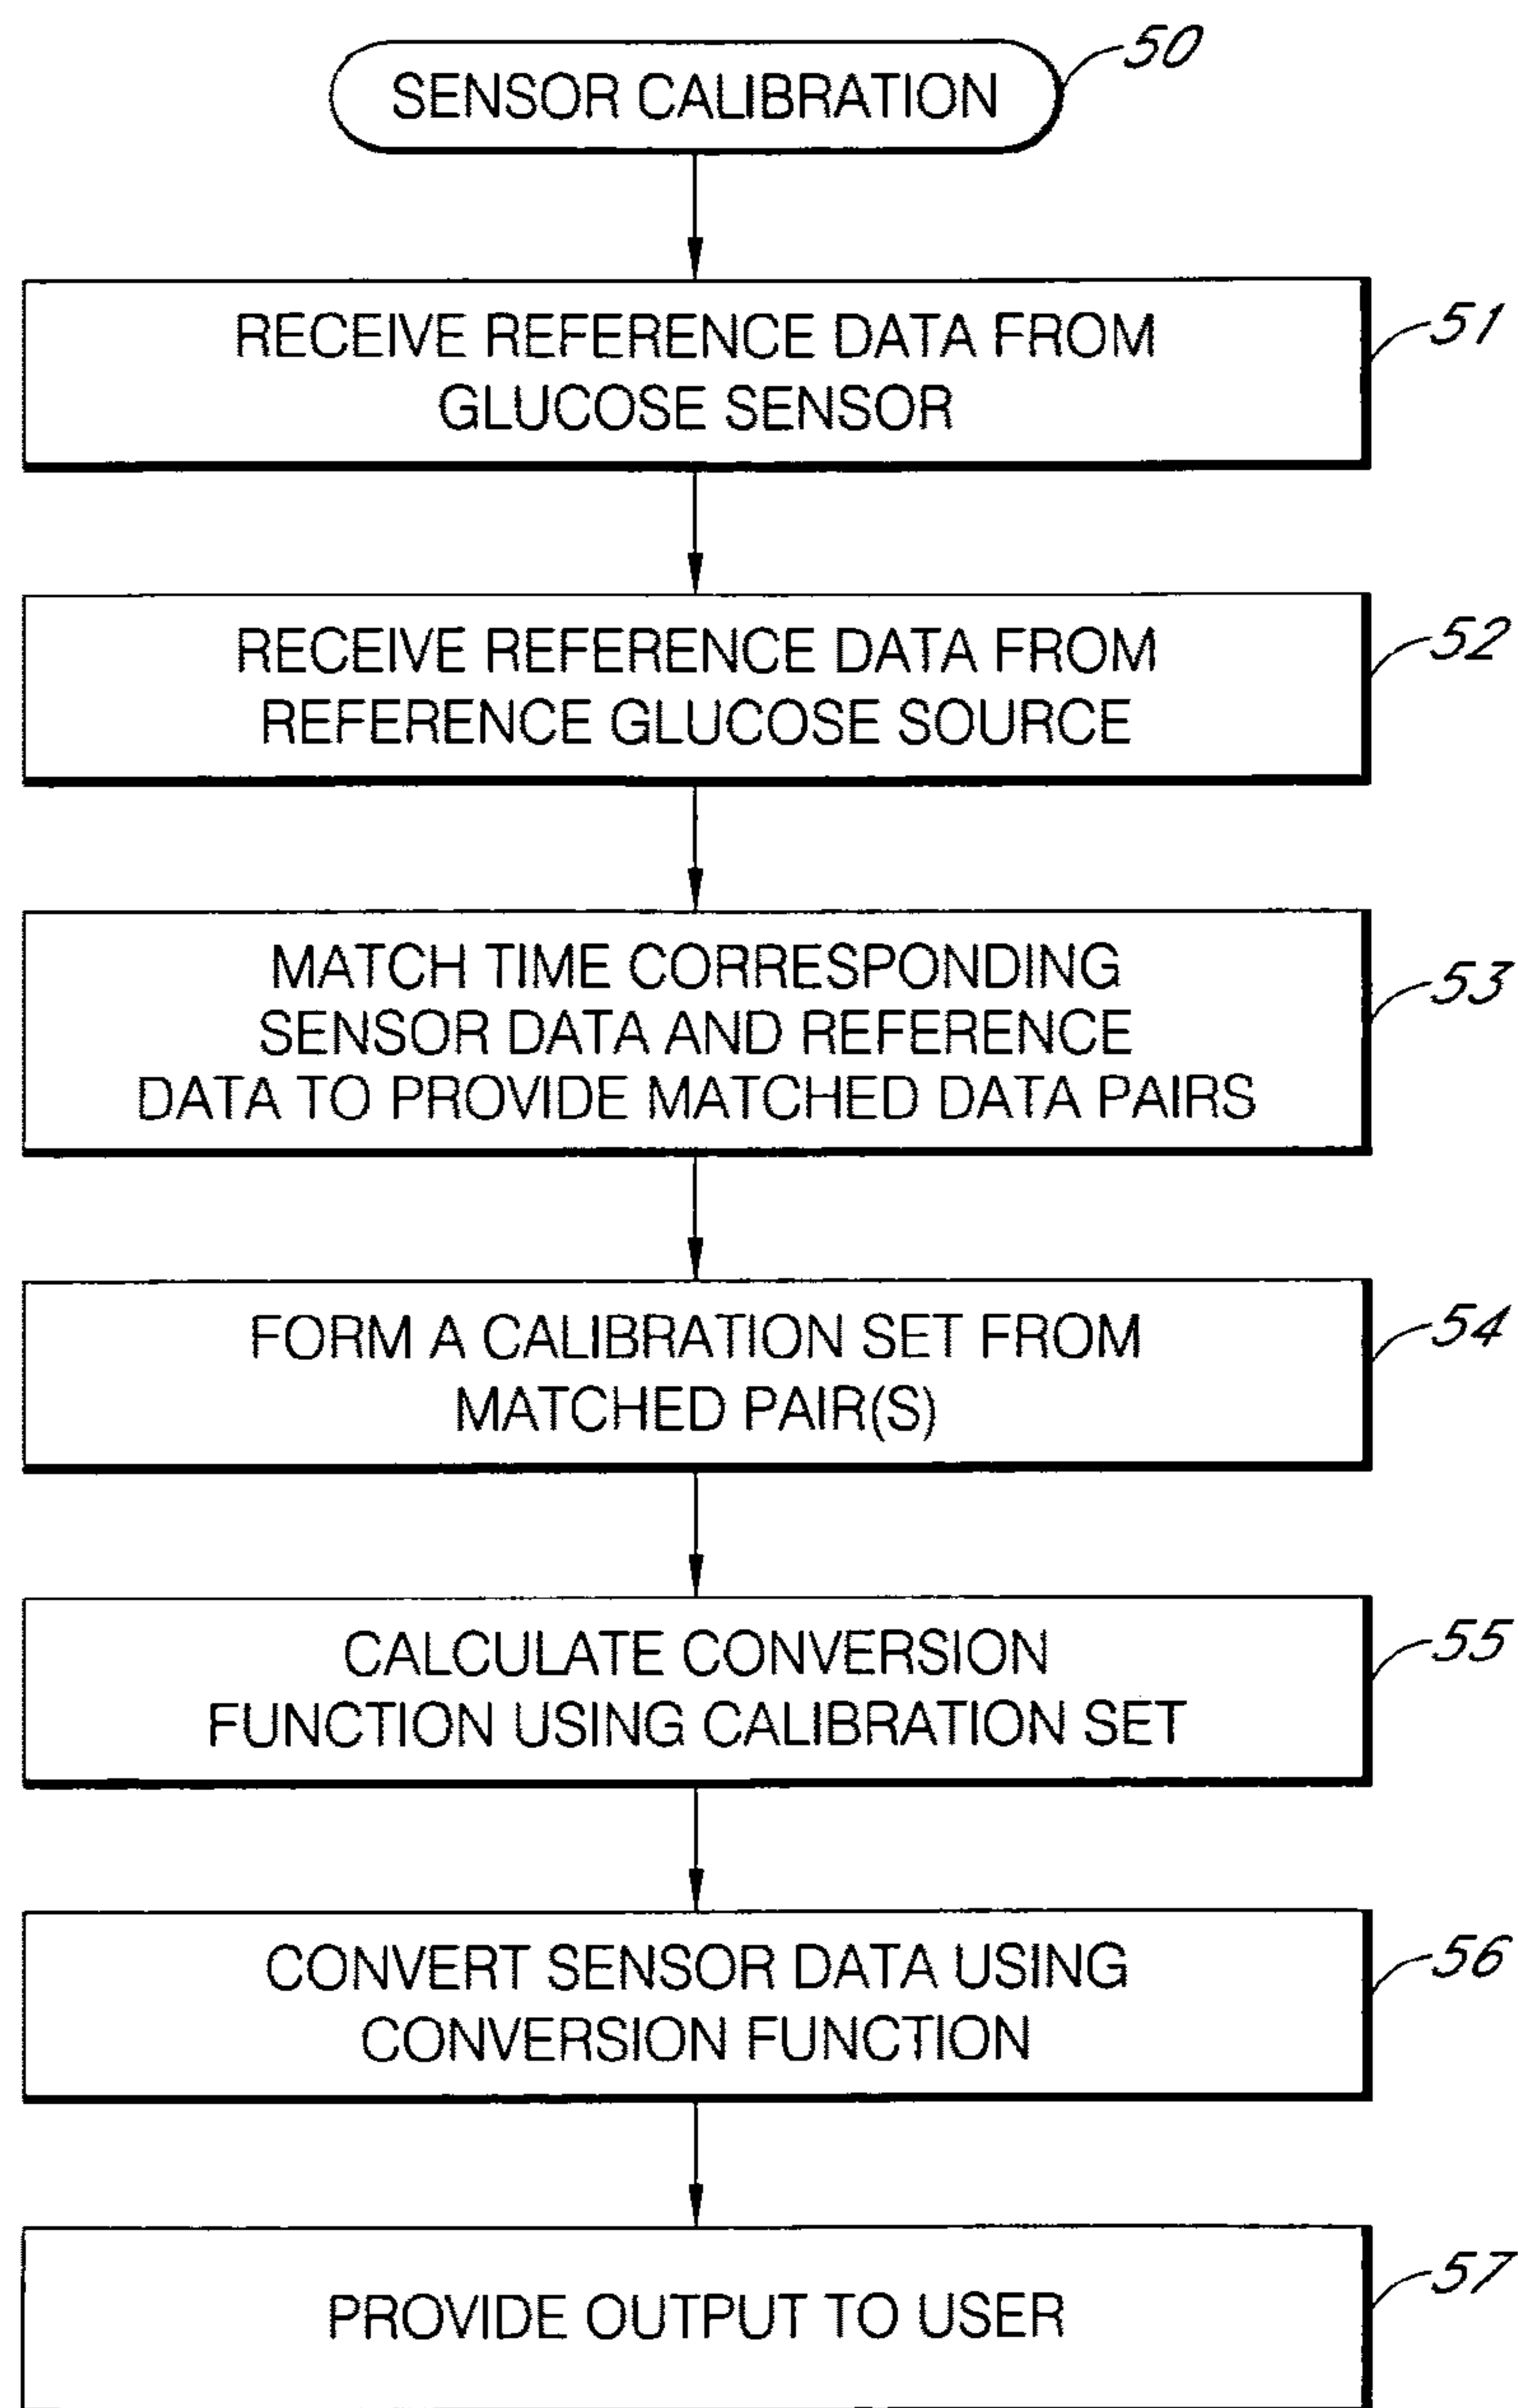 50
SENSOR CALIBRATION
51
RECEIVE REFERENCE DATA FROM
GLUCOSE SENSOR
52
RECEIVE REFERENCE DATA FROM
REFERENCE GLUCOSE SOURCE
53
MATCH TIME CORRESPONDING
SENSOR DATA AND REFERENCE
DATA TO PROVIDE MATCHED DATA PAIRS
54
FORM A CALIBRATION SET FROM
MATCHED PAIR(S)
55
CALCULATE CONVERSION
FUNCTION USING CALIBRATION SET
56
CONVERT SENSOR DATA USING
CONVERSION FUNCTION
57
PROVIDE OUTPUT TO USER